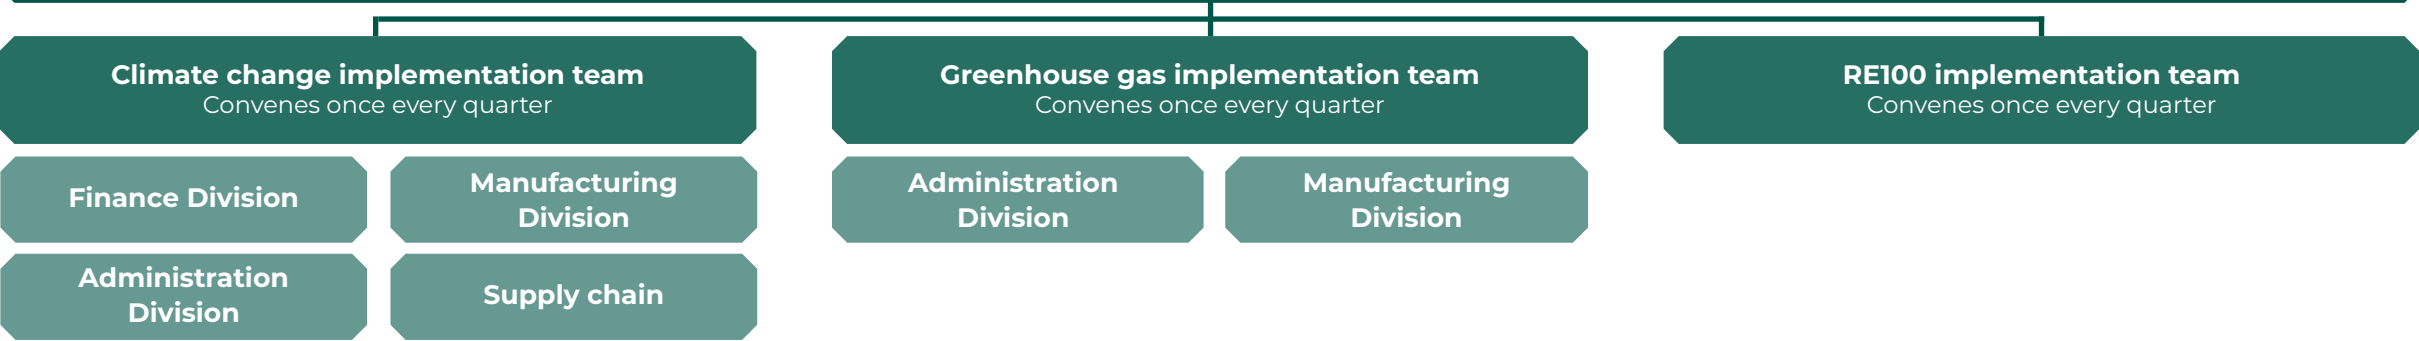 Climate change implementation team
Convenes once every quarter
Greenhouse gas implementation team
Convenes once every quarter
RE100 implementation team
Convenes once every quarter
Finance Division
Manufacturing
Division
Administration
Division
Manufacturing
Division
Administration
Division
Supply chain